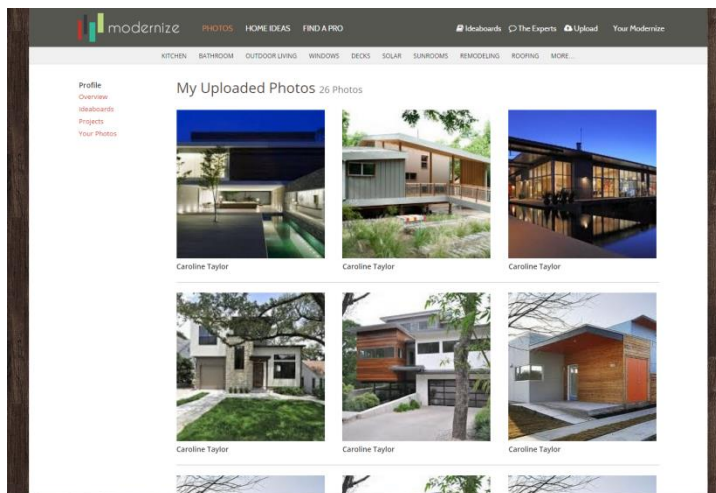 modernize PHOTOS HOME IDEAS FIND A PRO Ideaboards The Experts Upload Your Modernize
KITCHEN BATHROOM OUTDOOR LIVING WINDOWS DECKS SOLAR SUNROOMS REMODELING ROOFING MORE...
Profile
Overview
Ideaboards
Projects
Your Photos
My Uploaded Photos 26 Photos
Caroline Taylor Caroline Taylor Caroline Taylor
Caroline Taylor Caroline Taylor Caroline Taylor